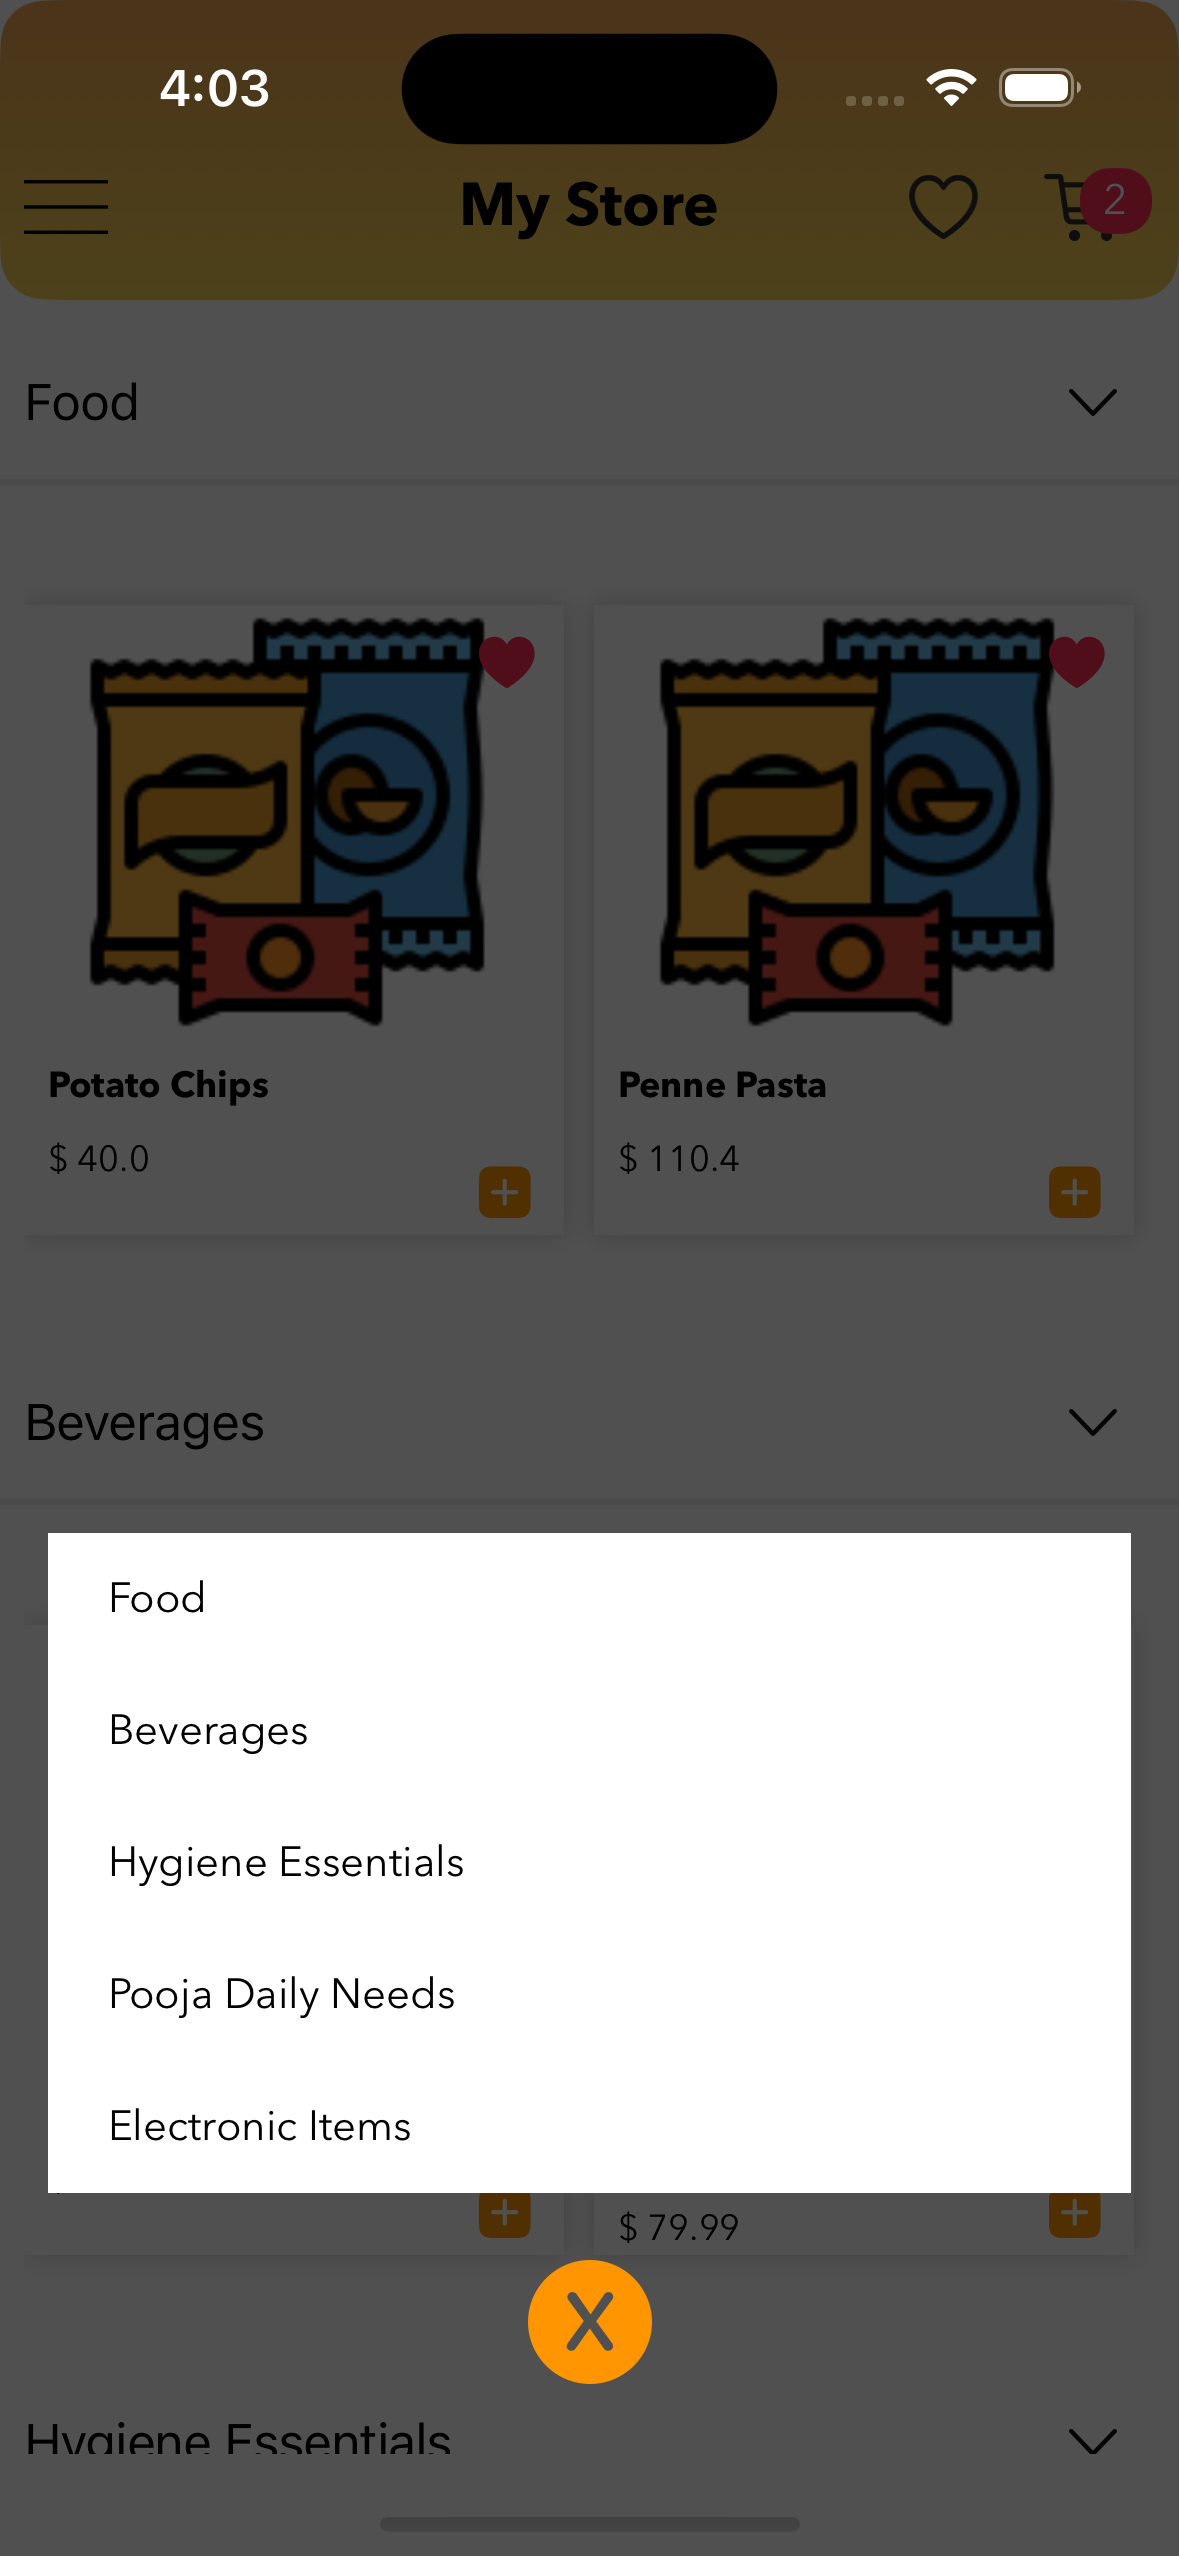 4:03
My Store
2
Food
Potato Chips
Penne Pasta
$ 40.0
$ 110.4
Beverages
Food
Beverages
Hygiene Essentials
Pooja Daily Needs
Electronic Items
$ 79.99
X
Hygiene Essentials